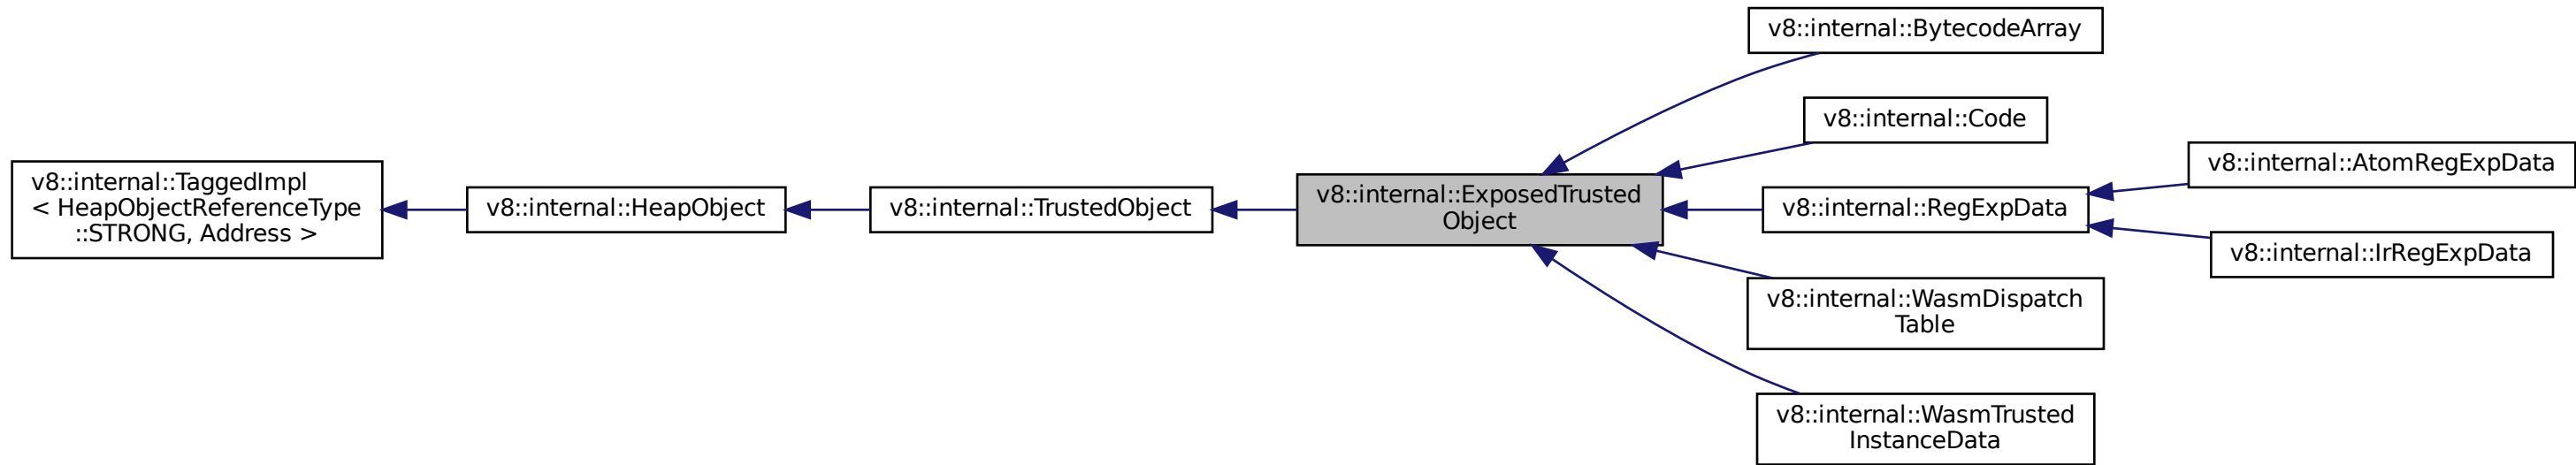 v8::internal::TaggedImpl
< HeapObjectReferenceType
::STRONG, Address >
v8::internal::HeapObject
v8::internal::TrustedObject
v8::internal::ExposedTrusted
Object
v8::internal::BytecodeArray
v8::internal::Code
v8::internal::RegExpData
v8::internal::WasmDispatch
Table
v8::internal::WasmTrusted
InstanceData
v8::internal::AtomRegExpData
v8::internal::IrRegExpData